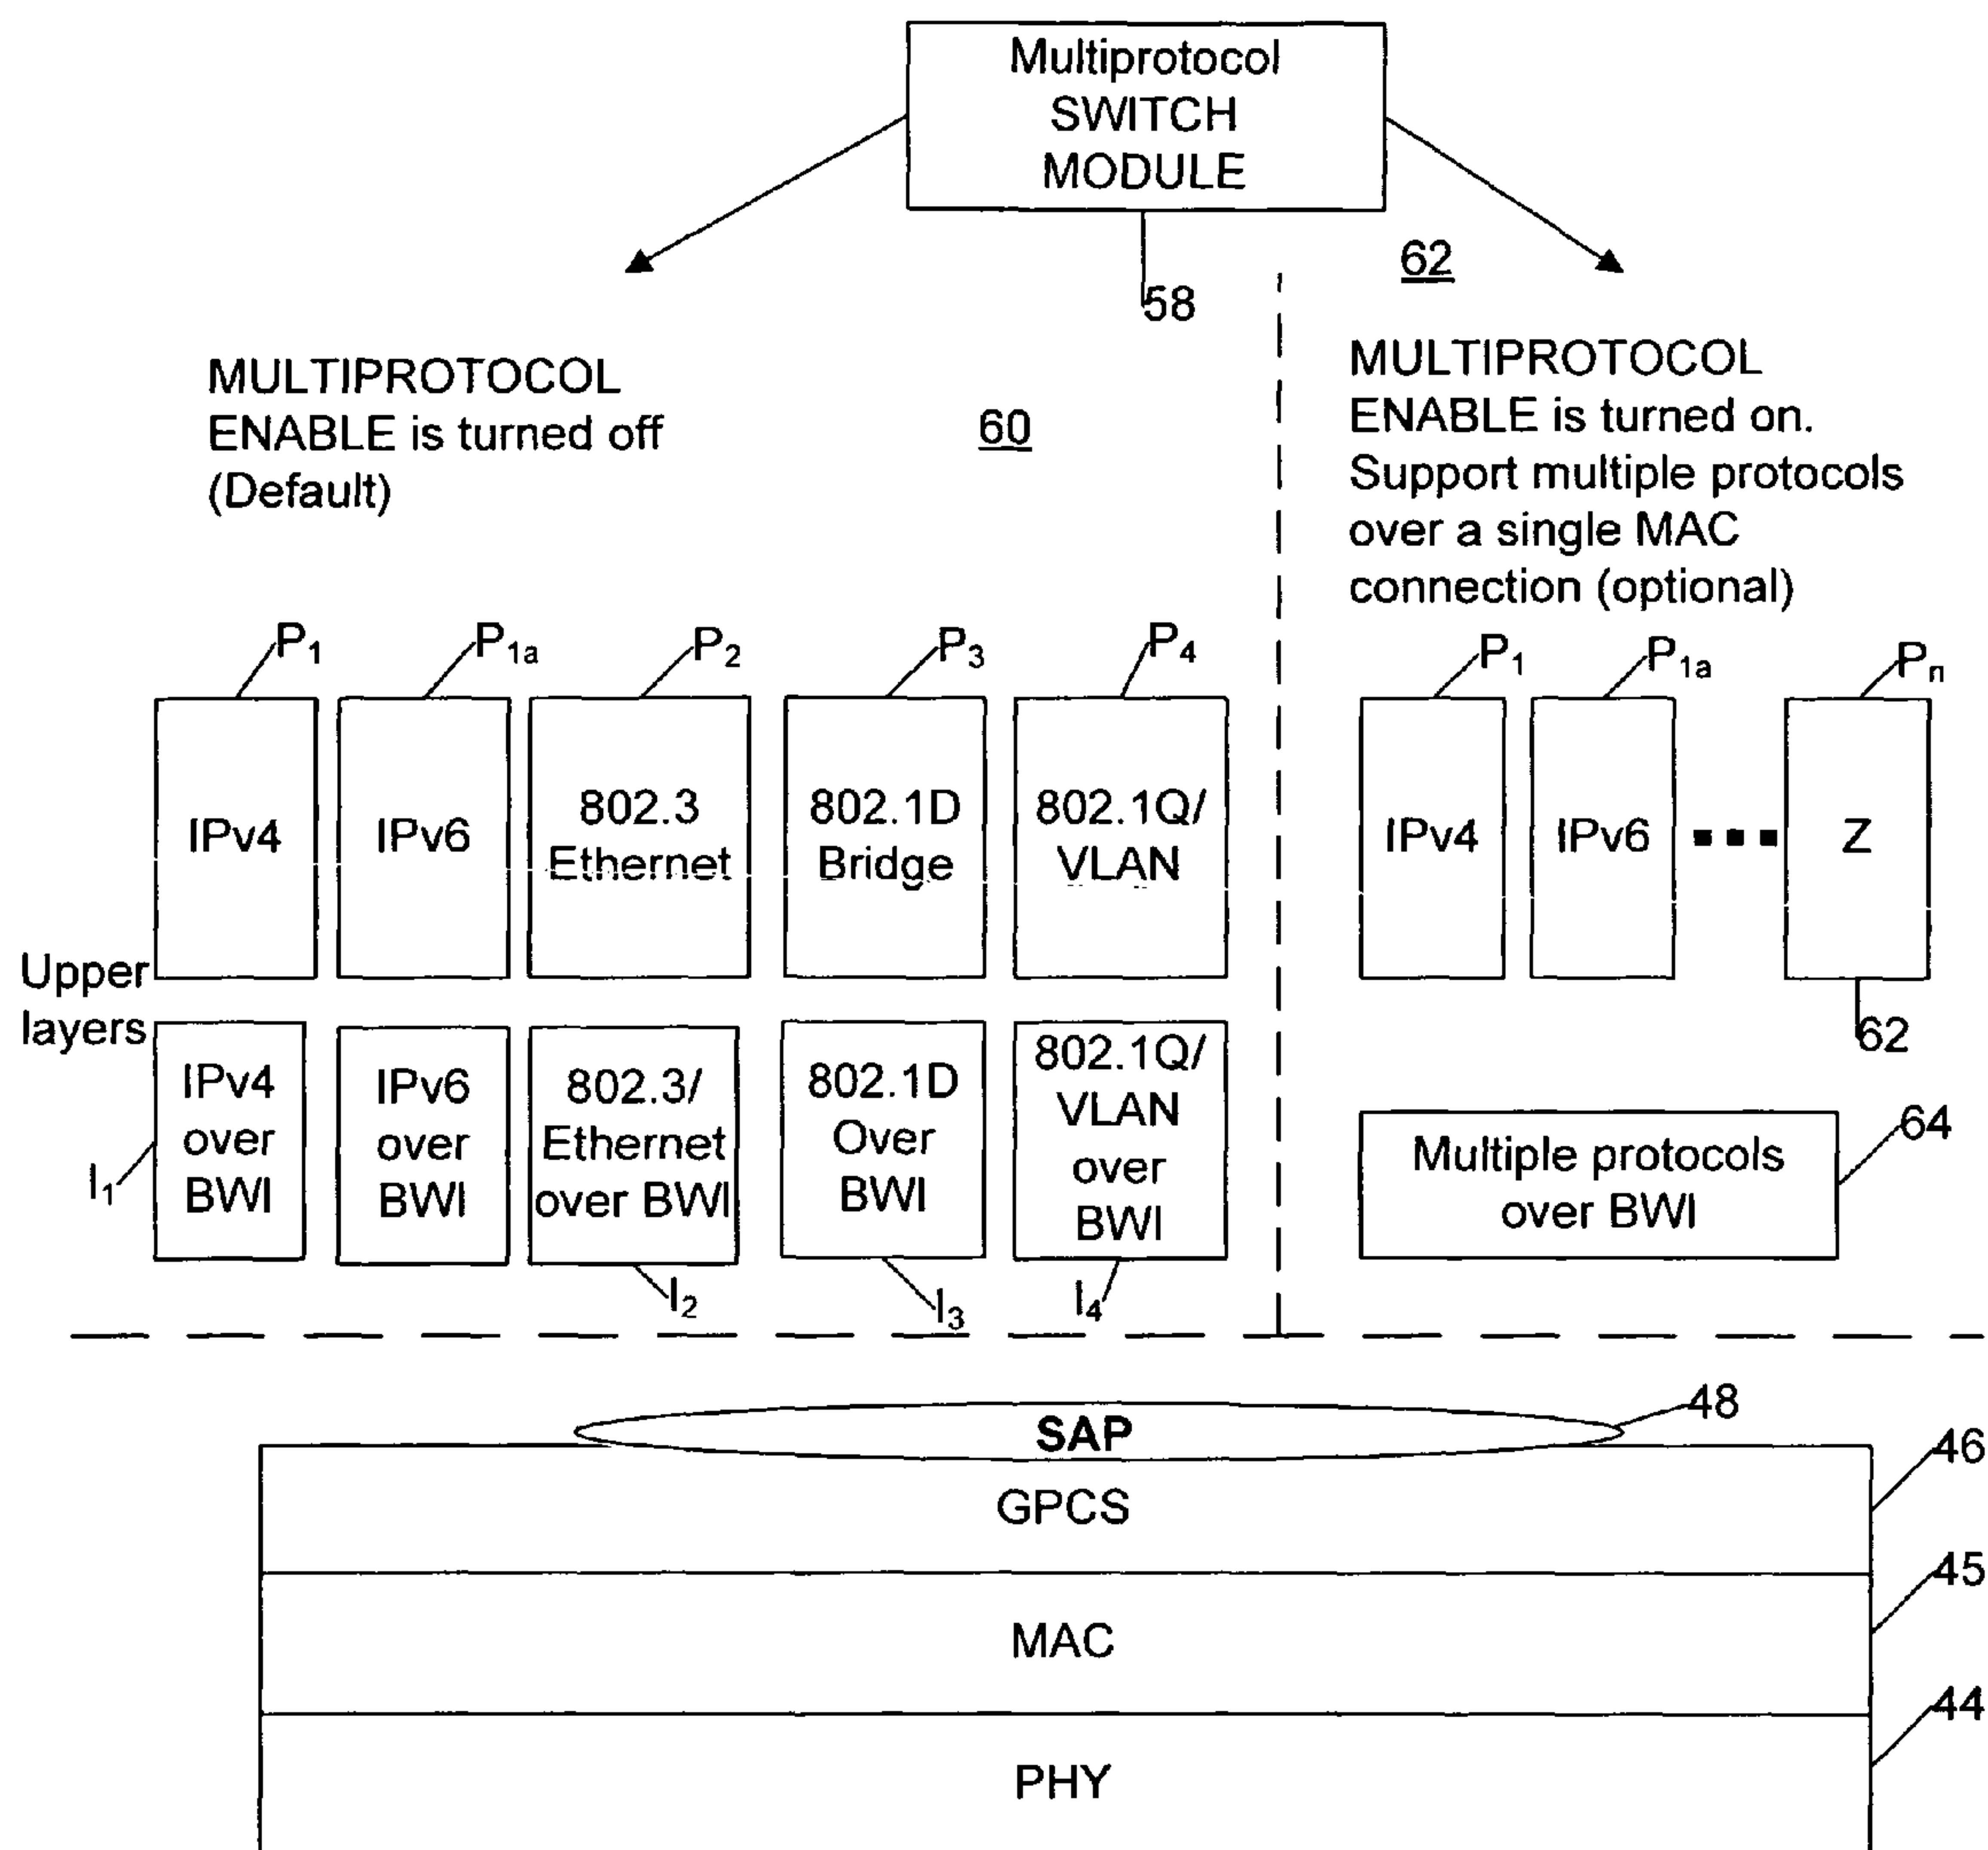 Multiprotocol
SWITCH
MODULE
58
62
MULTIPROTOCOL
ENABLE is turned off
(Default)
60
MULTIPROTOCOL
ENABLE is turned on.
Support multiple protocols
over a single MAC
connection (optional)
P1
P1a
P2
P3
P4
P1
P1a
Pn
IPv4
IPv6
802.3
Ethernet
802.1D
Bridge
802.1Q/
VLAN
IPv4
IPv6
Z
62
Upper
layers
IPv4
over
BWI
I1
IPv6
over
BWI
802.3/
Ethernet
over BWI
I2
802.1D
Over
BWI
I3
802.1Q/
VLAN
over
BWI
I4
Multiple protocols
over BWI
64
SAP
48
GPCS
46
MAC
45
PHY
44